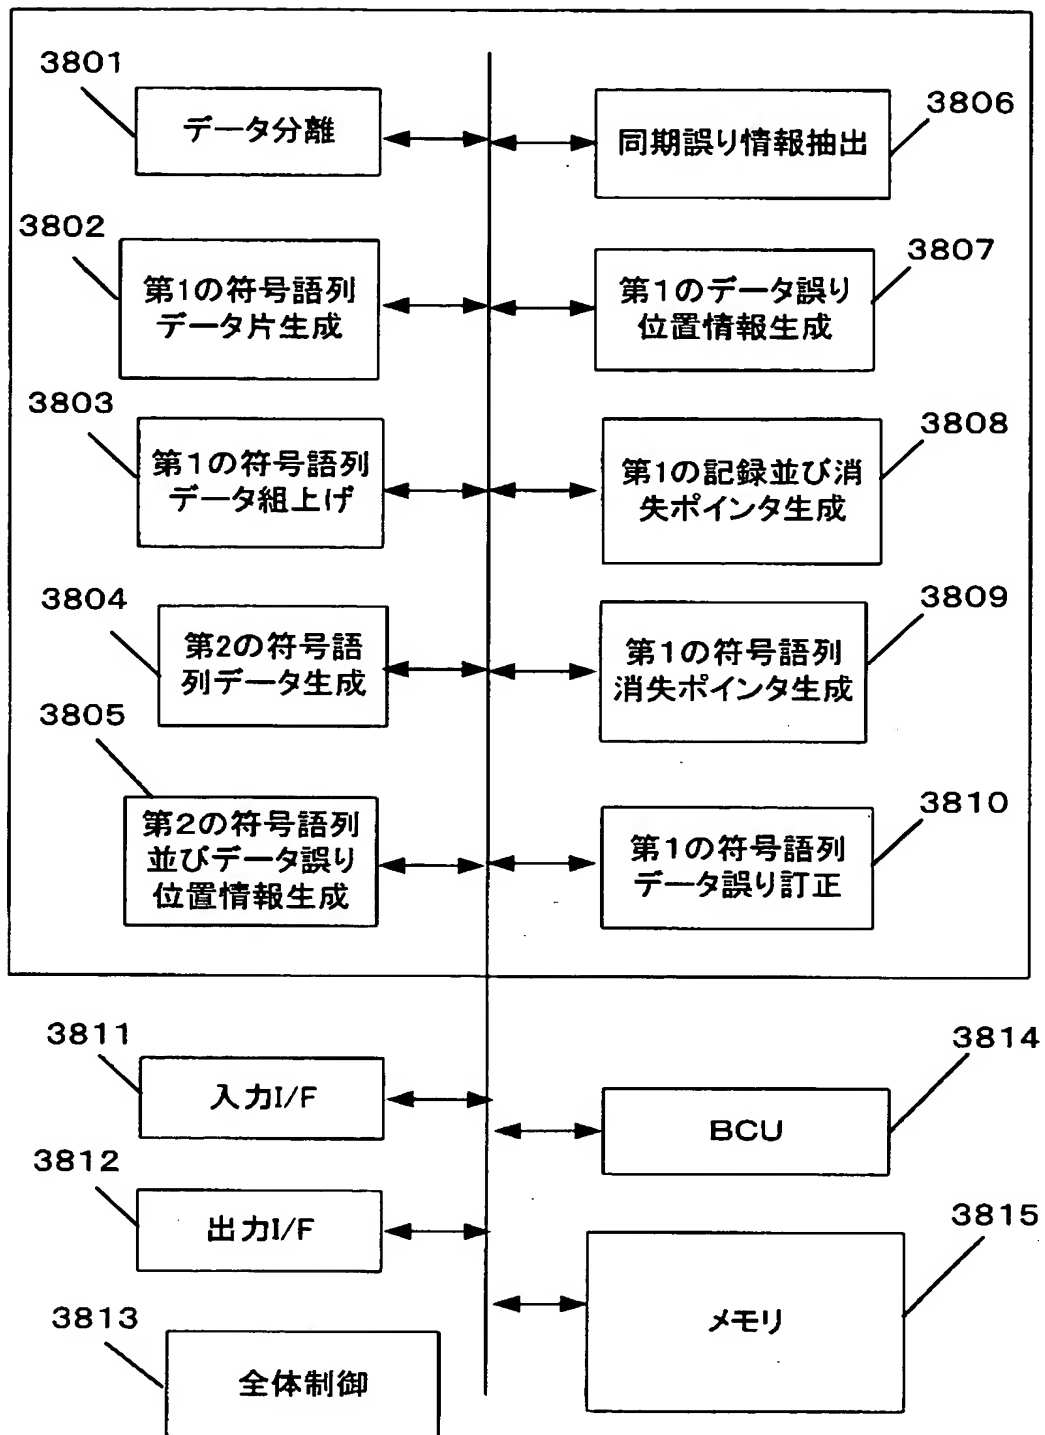 3801
データ分離
3806
同期誤り情報抽出
3802
第1の符号語列
データ片生成
3807
第1のデータ誤り
位置情報生成
3803
第1の符号語列
データ組上げ
3808
第1の記録並び消
失ポインタ生成
3804
第2の符号語
列データ生成
3809
第1の符号語列
消失ポインタ生成
3805
第2の符号語列
並びデータ誤り
位置情報生成
3810
第1の符号語列
データ誤り訂正
3811
入力I/F
3814
BCU
3812
出力I/F
3815
メモリ
3813
全体制御